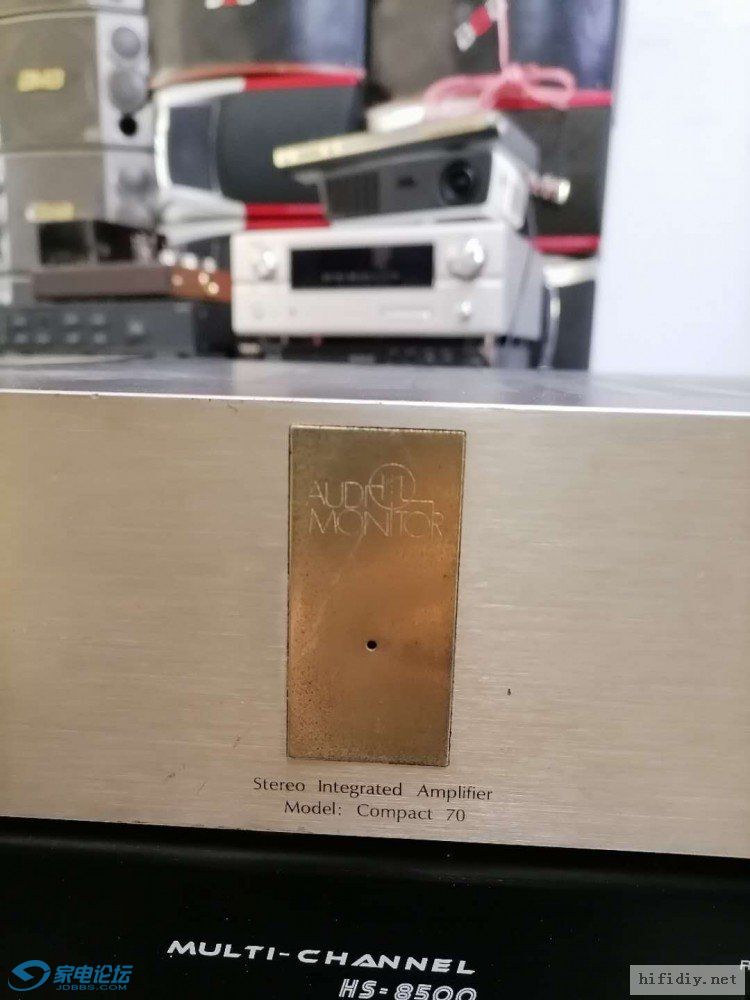 AUDIO
MONITOR
Stereo Integrated Amplifier
Model: Compact 70
MULTI-CHANNEL
HS-8500
R
家电论坛
JDBBS.COM
hifidiy.net